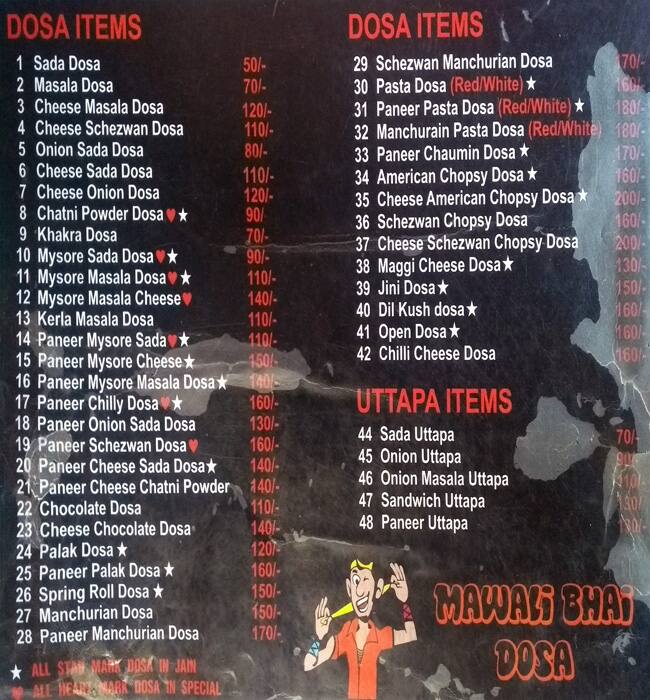 DOSA ITEMS
1 Sada Dosa 50/-
2 Masala Dosa 70/-
3 Cheese Masala Dosa 120/-
4 Cheese Schezwan Dosa 110/-
5 Onion Sada Dosa 80/-
6 Cheese Sada Dosa 110/-
7 Cheese Onion Dosa 120/-
8 Chatni Powder Dosa ♥★ 90/
9 Khakra Dosa 70/-
10 Mysore Sada Dosa ♥★ 90/-
11 Mysore Masala Dosa ♥★ 110/-
12 Mysore Masala Cheese ♥ 140/-
13 Kerla Masala Dosa 110/-
14 Paneer Mysore Sada ♥★ 110/-
15 Paneer Mysore Cheese ★ 150/-
16 Paneer Mysore Masala Dosa ★ 140/-
17 Paneer Chilly Dosa ♥★ 160/-
18 Paneer Onion Sada Dosa 130/-
19 Paneer Schezwan Dosa ♥ 160/-
20 Paneer Cheese Sada Dosa ★ 140/-
21 Paneer Cheese Chatni Powder 140/-
22 Chocolate Dosa 110/-
23 Cheese Chocolate Dosa 140/-
24 Palak Dosa ★ 120/-
25 Paneer Palak Dosa ★ 160/-
26 Spring Roll Dosa ★ 150/-
27 Manchurian Dosa 150/-
28 Paneer Manchurian Dosa 170/-
★ ALL STAR MARK DOSA IN JAIN
♥ ALL HEART MARK DOSA IN SPECIAL
DOSA ITEMS
29 Schezwan Manchurian Dosa 170/-
30 Pasta Dosa (Red/White) ★ 160/-
31 Paneer Pasta Dosa (Red/White) ★ 180/-
32 Manchurain Pasta Dosa (Red/White) 180/-
33 Paneer Chaumin Dosa ★ 170/-
34 American Chopsy Dosa ★ 160/-
35 Cheese American Chopsy Dosa ★ 200/-
36 Schezwan Chopsy Dosa 160/-
37 Cheese Schezwan Chopsy Dosa 200/-
38 Maggi Cheese Dosa ★ 130/-
39 Jini Dosa ★ 150/-
40 Dil Kush dosa ★ 160/-
41 Open Dosa ★ 160/-
42 Chilli Cheese Dosa 160/-
UTTAPA ITEMS
44 Sada Uttapa 70/-
45 Onion Uttapa
46 Onion Masala Uttapa
47 Sandwich Uttapa
48 Paneer Uttapa
MAWALi BHAi
DOSA